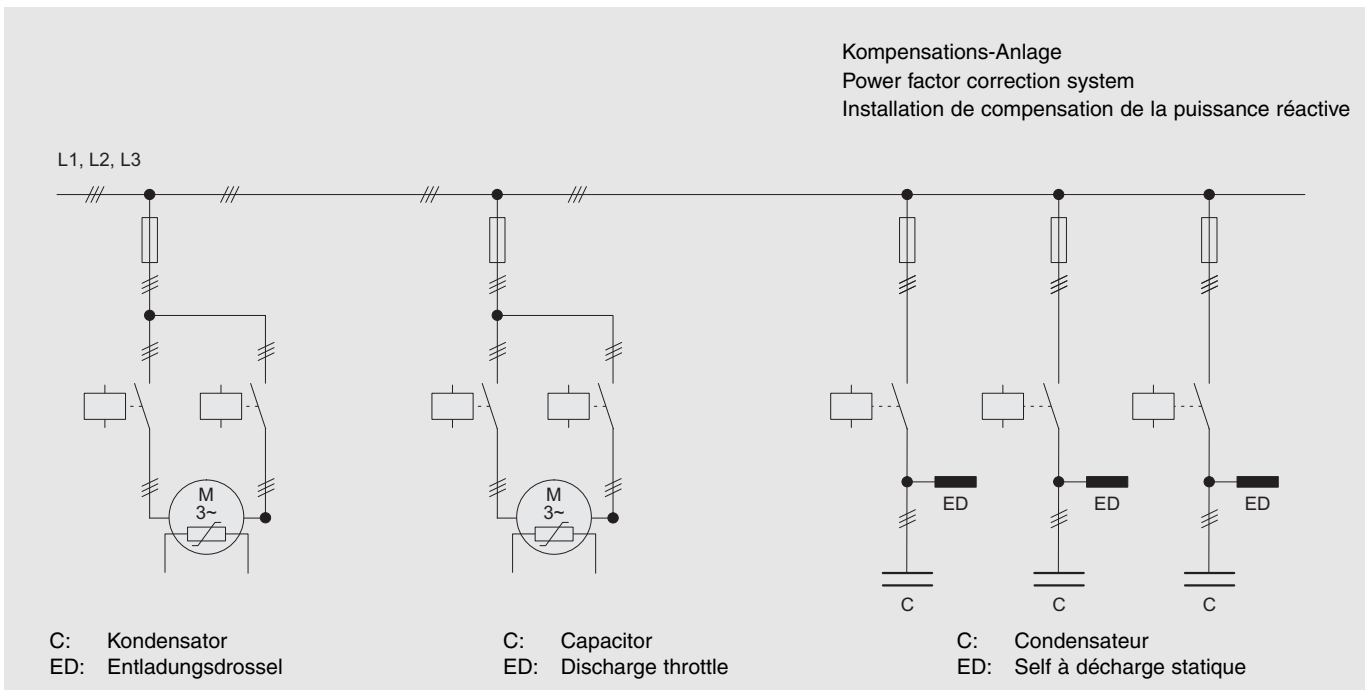 Kompensations-Anlage
Power factor correction system
Installation de compensation de la puissance réactive
L1, L2, L3
M
3~
M
3~
ED
ED
ED
C
C
C
C: Kondensator
ED: Entladungsdrossel
C: Capacitor
ED: Discharge throttle
C: Condensateur
ED: Self à décharge statique